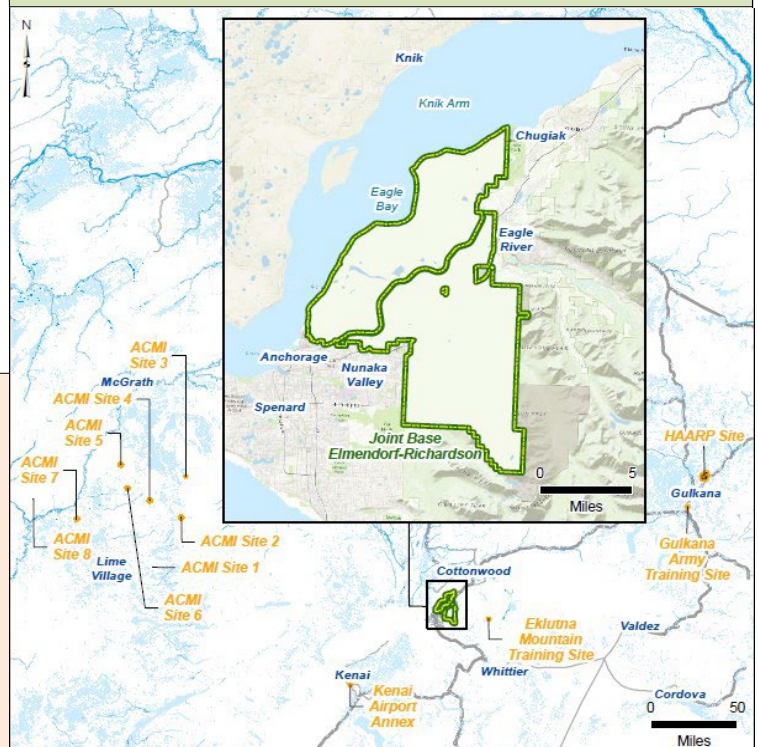 N
S
Knik
Knik Arm
Chugiak
Eagle
Bay
Eagle
River
Anchorage
Nunaka
Valley
Spenard
Joint Base
Elmendorf-Richardson
0 5
Miles
ACMI
Site 3
McGrath
ACMI Site 4
ACMI
Site 5
ACMI
Site 7
ACMI
Site 8
Lime
Village
ACMI Site 2
ACMI Site 1
ACMI
Site 6
HAARP Site
Gulkana
Gulkana
Army
Training Site
Cottonwood
Eklutna
Mountain
Training Site
Valdez
Whittier
Kenai
Kenai
Airport
Annex
Cordova
0 50
Miles